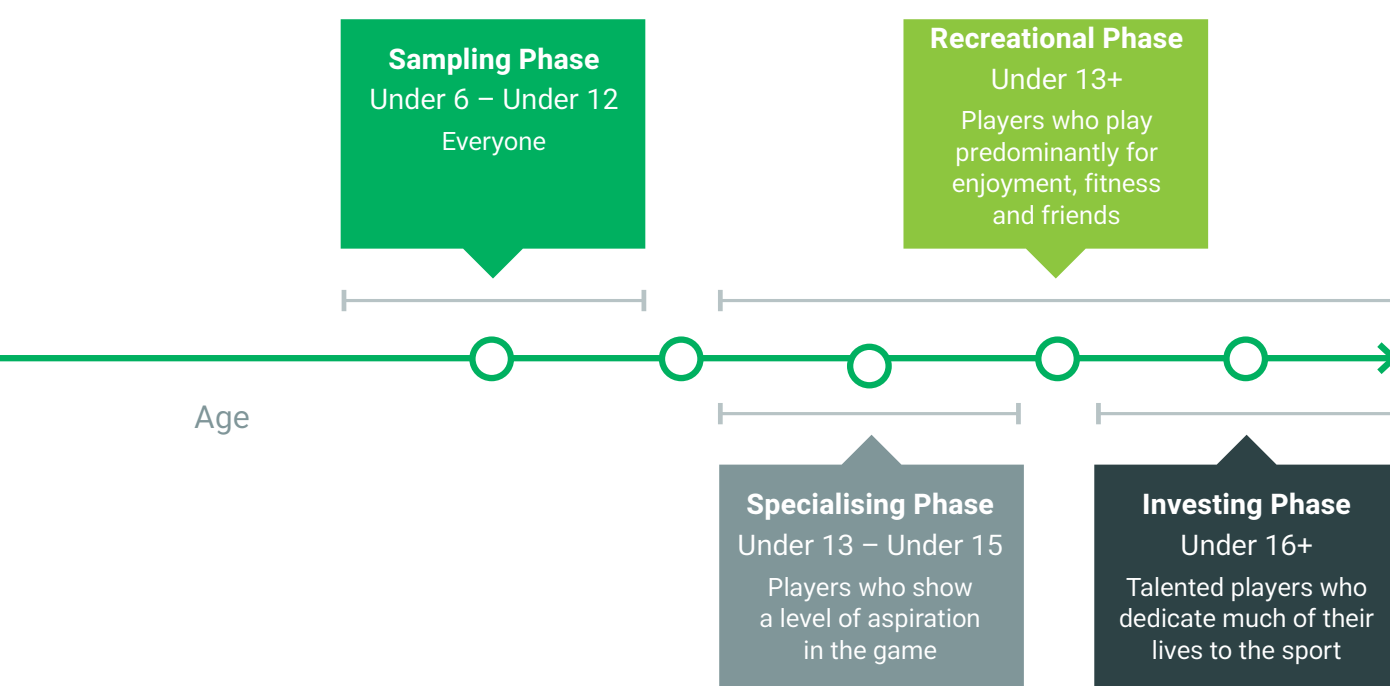 Sampling Phase
Under 6 – Under 12
Everyone
Recreational Phase
Under 13+
Players who play
predominantly for
enjoyment, fitness
and friends
Age
Specialising Phase
Under 13 – Under 15
Players who show
a level of aspiration
in the game
Investing Phase
Under 16+
Talented players who
dedicate much of their
lives to the sport